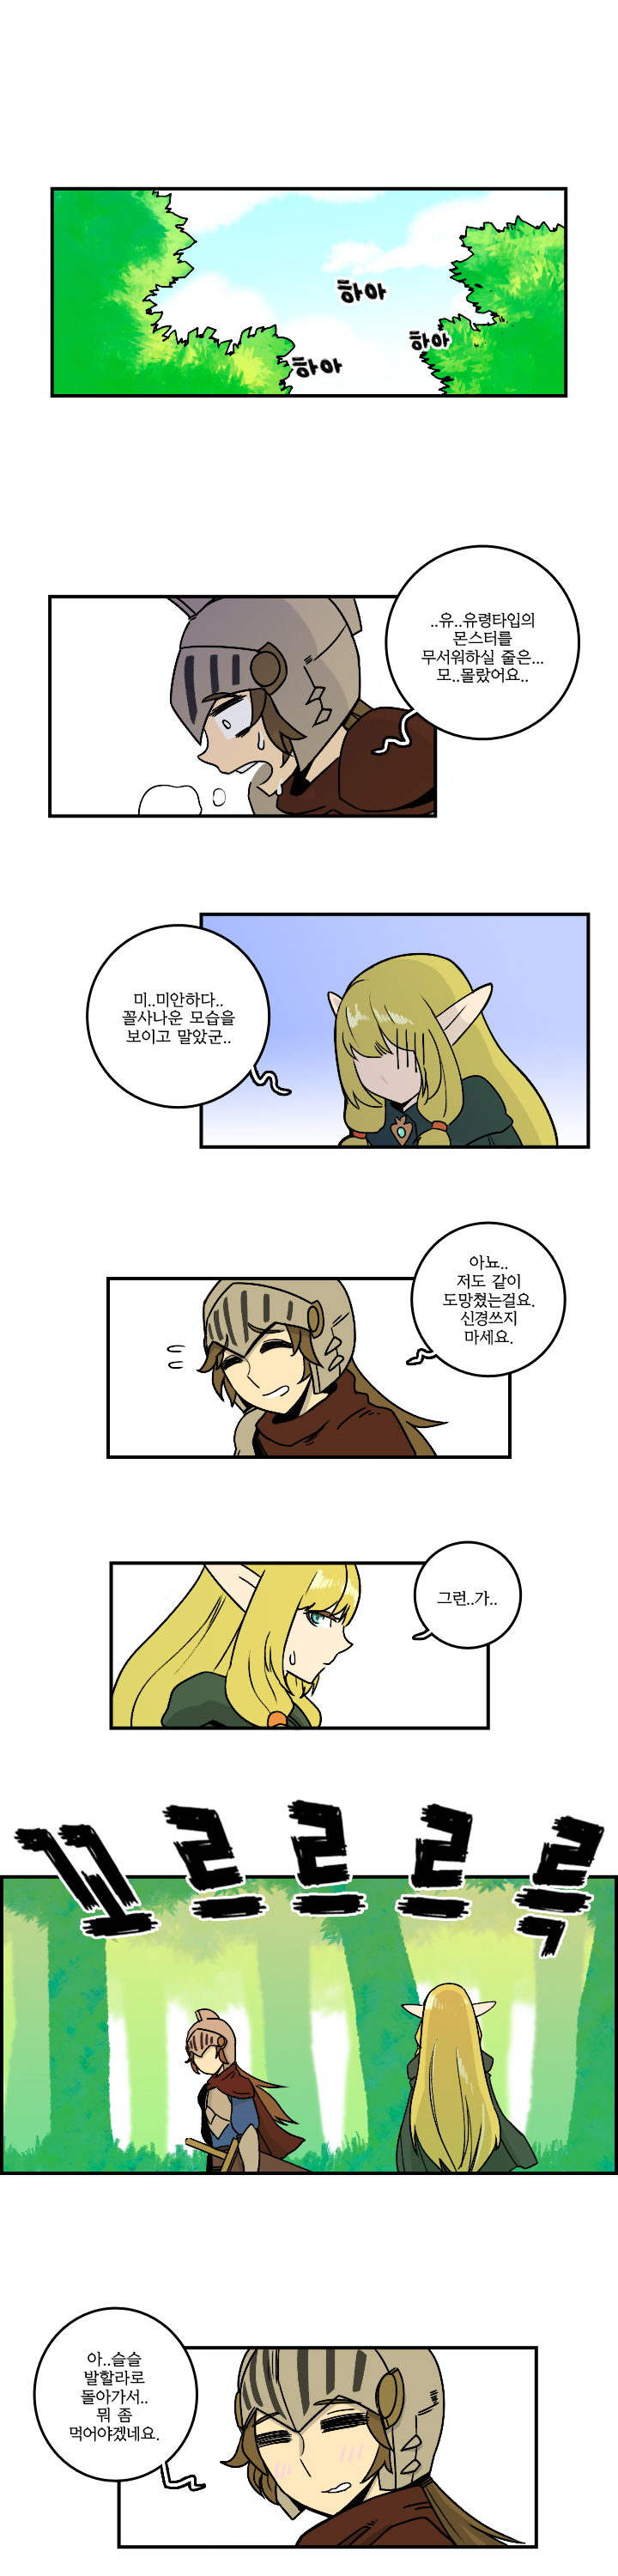 하아
하아
하아
..유..유령타입의
몬스터를
무서워하실 줄은...
모..몰랐어요..
미..미안하다..
꼴사나운 모습을
보이고 말았군..
아뇨..
저도 같이
도망쳤는걸요.
신경쓰지
마세요.
그런..가..
꼬르르르륵
아..슬슬
발할라로
돌아가서..
뭐 좀
먹어야겠네요.